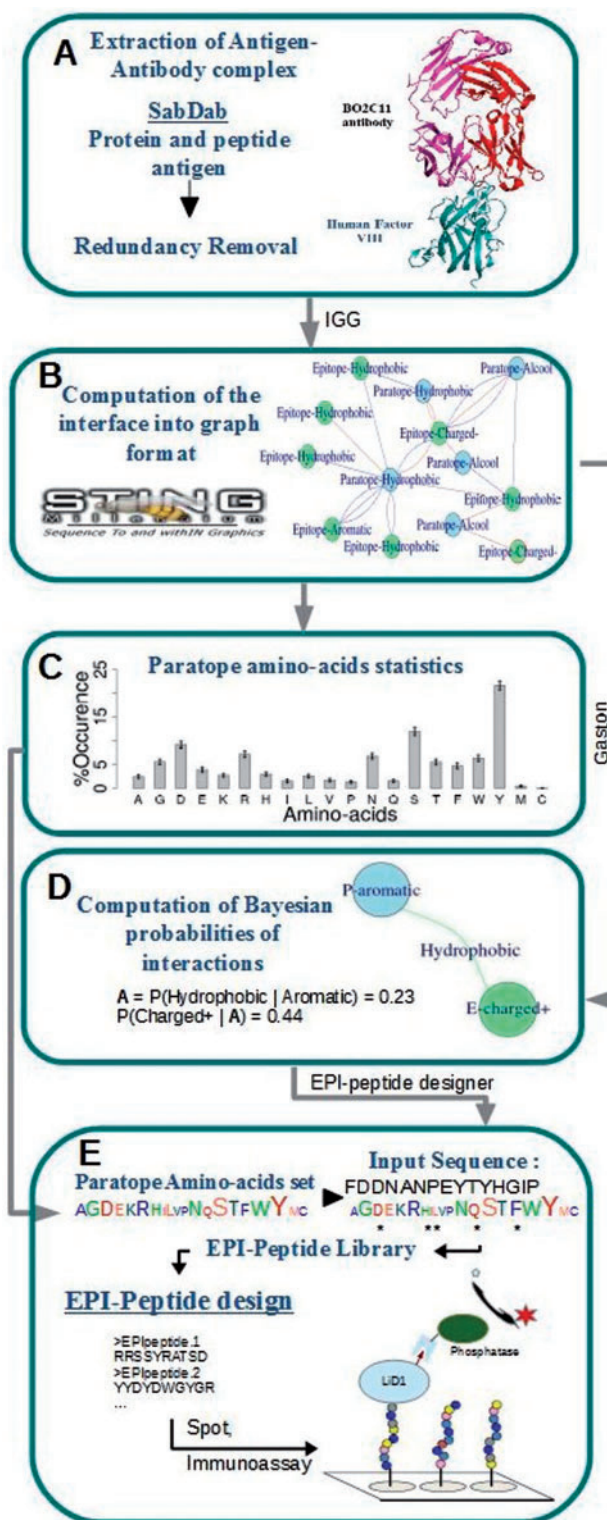 A
Extraction of Antigen-
Antibody complex
SabDab
Protein and peptide
antigen
Redundancy Removal
BO2C11
antibody
Human Factor
VIII
IGG
B
Computation of the
interface into graph
format
STING
Millennium
Sequence To and withIN Graphics
Epitope-Hydrophobic
Paratope-Alcool
Paratope-Hydrophobic
Epitope-Hydrophobic
Epitope-Charged-
Epitope-Hydrophobic
Paratope-Alcool
Paratope-Hydrophobic
Epitope-Hydrophobic
Paratope-Alcool
Epitope-Aromatic
Epitope-Hydrophobic
Epitope-Charged-
C
Paratope amino-acids statistics
%Occurence
25
15
5
0
A G D E K R H I L V P N Q S T F W Y M C
Amino-acids
Gaston
D
Computation of Bayesian
probabilities of
interactions
P-aromatic
Hydrophobic
E-charged+
A = P(Hydrophobic | Aromatic) = 0.23
P(Charged+ | A) = 0.44
EPI-peptide designer
E
Paratope Amino-acids set
AGDEKRHILVPNQSTFWYMC
Input Sequence :
FDDNANPEYTYHGIP
AGDEKRHILVPNQSTFWYMC
* ** * *
EPI-Peptide Library
EPI-Peptide design
>EPIpeptide.1
RRSSYRATSD
>EPIpeptide.2
YYDYDWGYGR
...
Spot,
Immunoassay
LiD1
Phosphatase